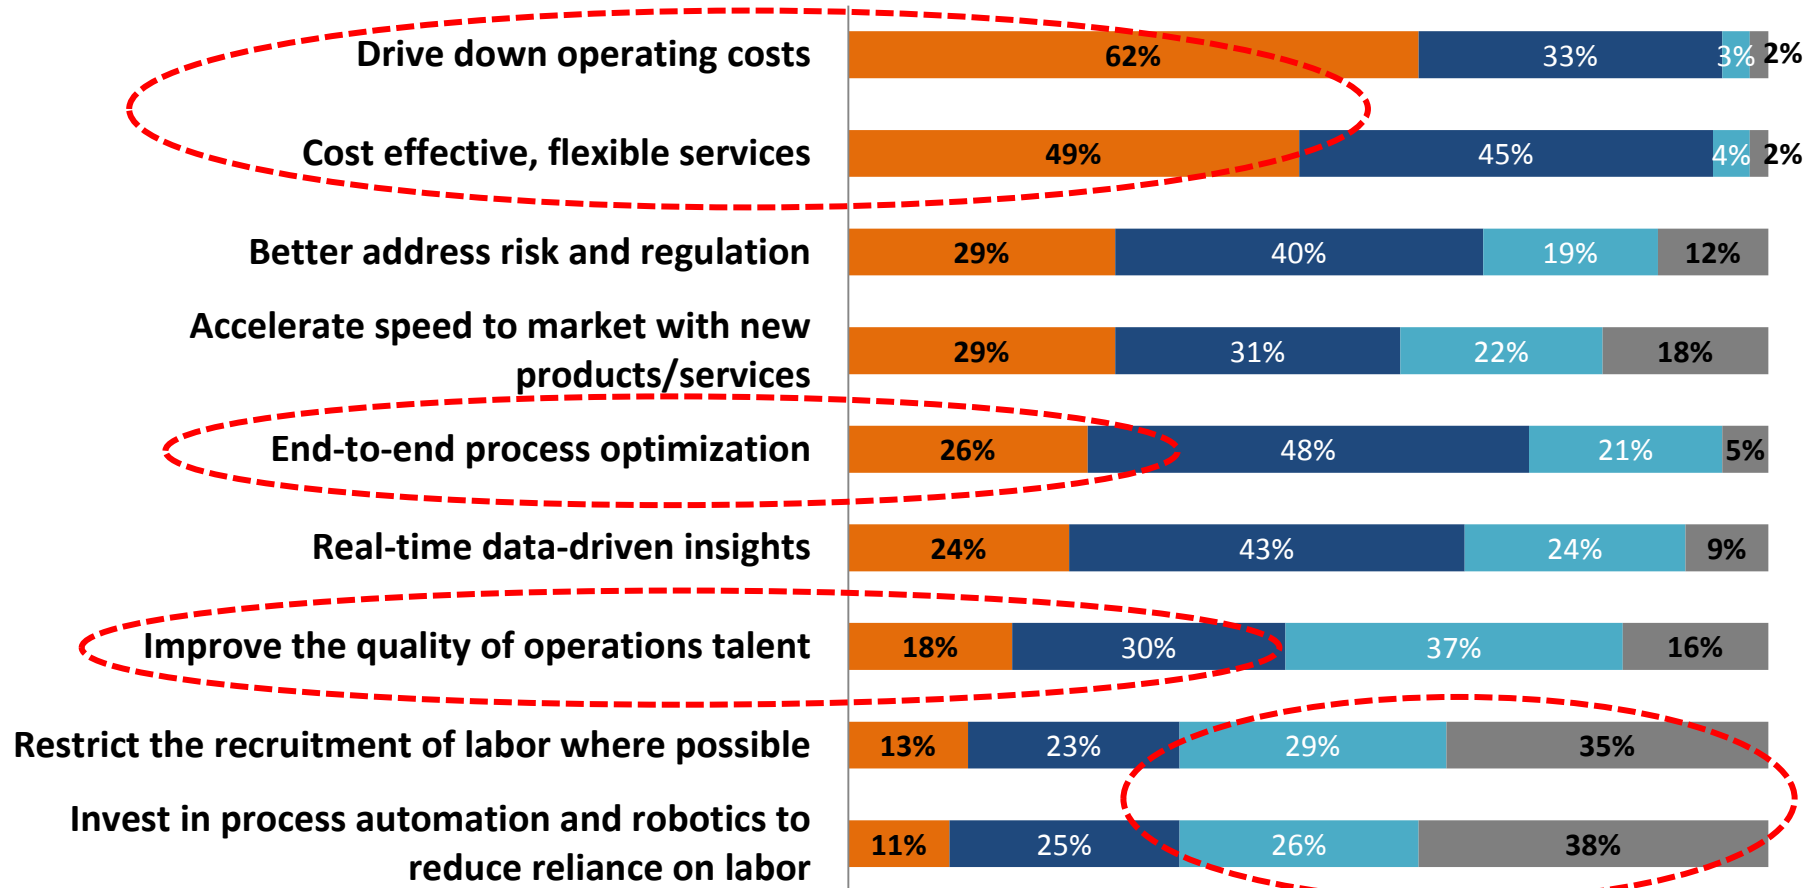 Drive down operating costs 62% 33% 3% 2%
Cost effective, flexible services 49% 45% 4% 2%
Better address risk and regulation 29% 40% 19% 12%
Accelerate speed to market with new
products/services 29% 31% 22% 18%
End-to-end process optimization 26% 48% 21% 5%
Real-time data-driven insights 24% 43% 24% 9%
Improve the quality of operations talent 18% 30% 37% 16%
Restrict the recruitment of labor where possible 13% 23% 29% 35%
Invest in process automation and robotics to
reduce reliance on labor 11% 25% 26% 38%